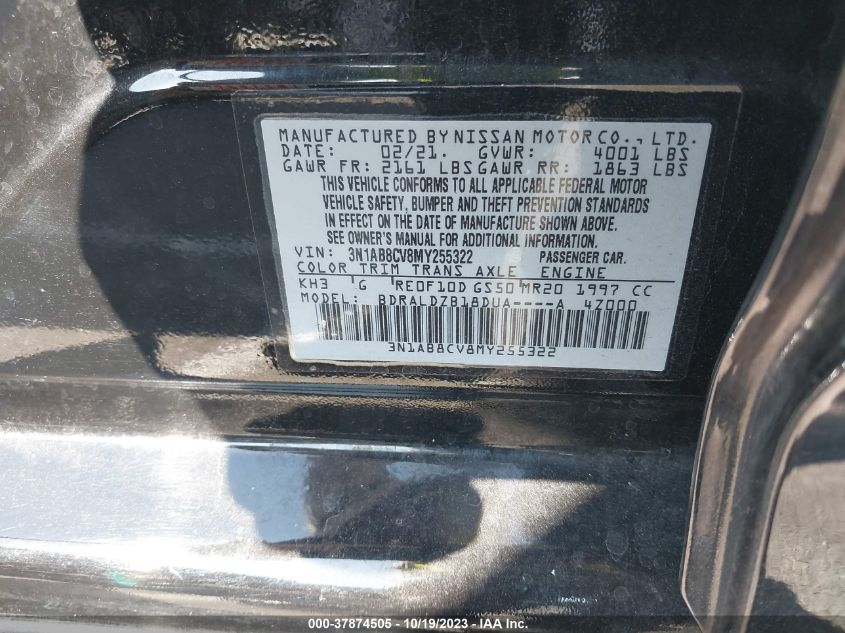 MANUFACTURED BY NISSAN MOTOR CO., LTD.
DATE: 02/21. GVWR: 4001 LBS
GAWR FR: 2161 LBS GAWR RR: 1863 LBS
THIS VEHICLE CONFORMS TO ALL APPLICABLE FEDERAL MOTOR
VEHICLE SAFETY, BUMPER AND THEFT PREVENTION STANDARDS
IN EFFECT ON THE DATE OF MANUFACTURE SHOWN ABOVE.
SEE OWNER'S MANUAL FOR ADDITIONAL INFORMATION.
VIN: 3N1AB8CV8MY255322 PASSENGER CAR.
COLOR TRIM TRANS AXLE ENGINE
KH3 G RE0F10D GS50 MR20 1997 CC
MODEL: BDRALDZB18DUA----A 4Z000
3N1AB8CV8MY255322
000-37874505 - 10/19/2023 - © IAA Inc.